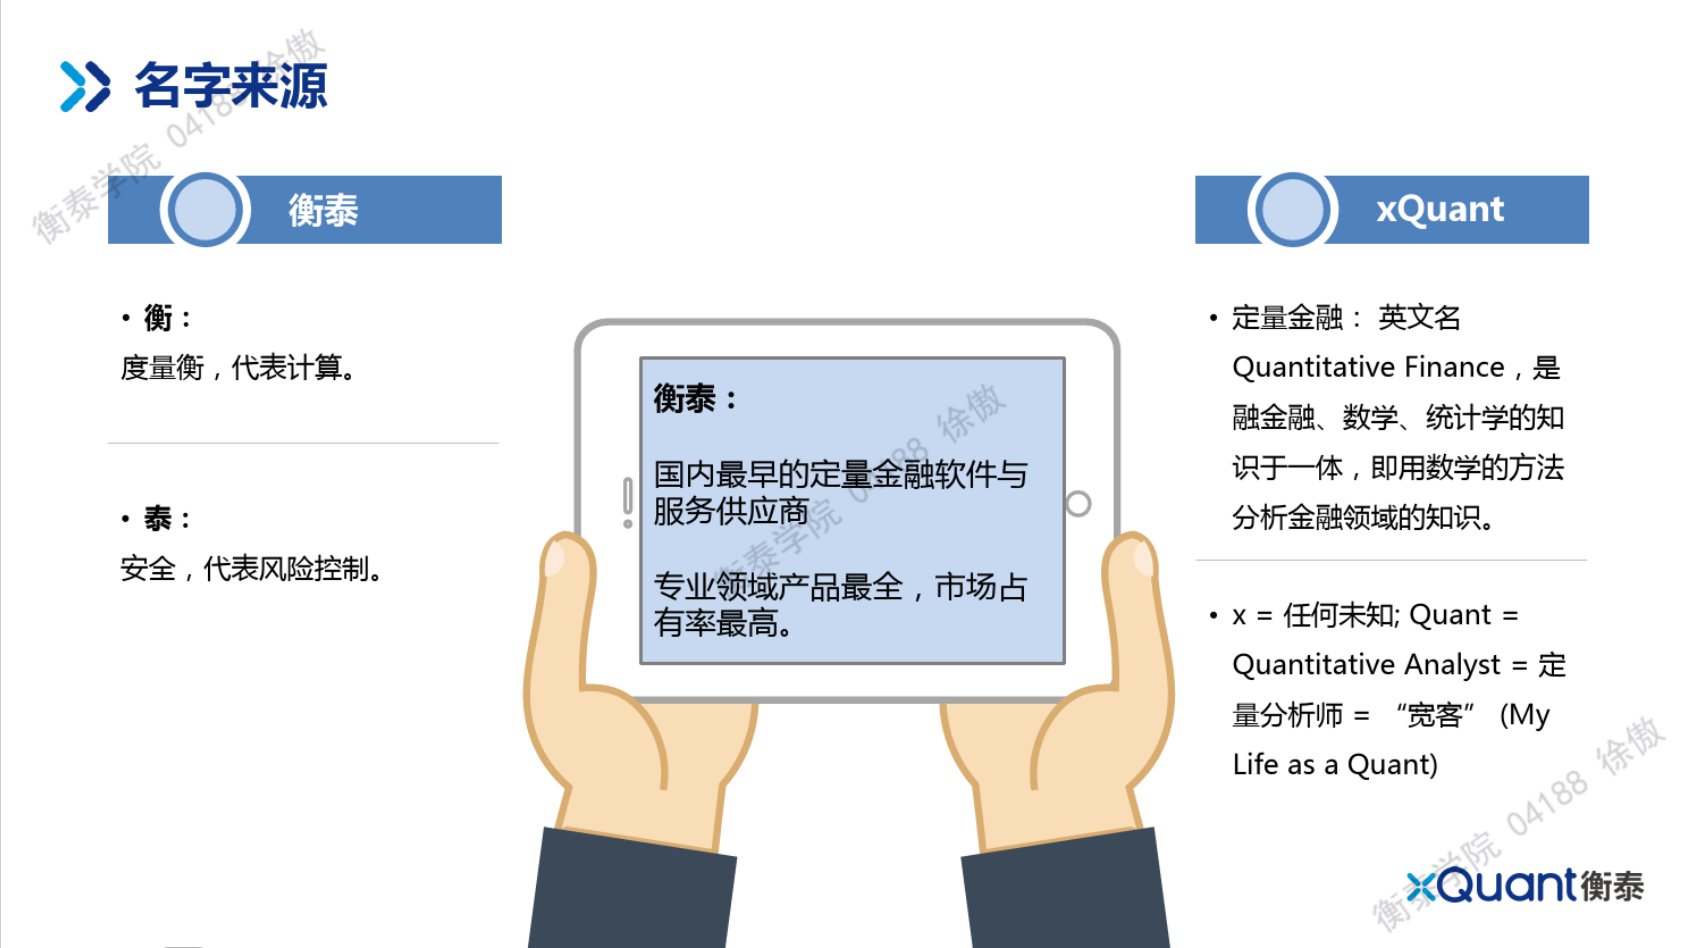 名字来源
衡泰
• 衡：
度量衡，代表计算。
• 泰：
安全，代表风险控制。
衡泰：
国内最早的定量金融软件与
服务供应商
专业领域产品最全，市场占
有率最高。
xQuant
• 定量金融： 英文名
Quantitative Finance，是
融金融、数学、统计学的知
识于一体，即用数学的方法
分析金融领域的知识。
• x = 任何未知; Quant =
Quantitative Analyst = 定
量分析师 = “宽客” (My
Life as a Quant)
xQuant衡泰
衡泰学院 04188 徐傲
衡泰学院 04188 徐傲
衡泰学院 04188 徐傲